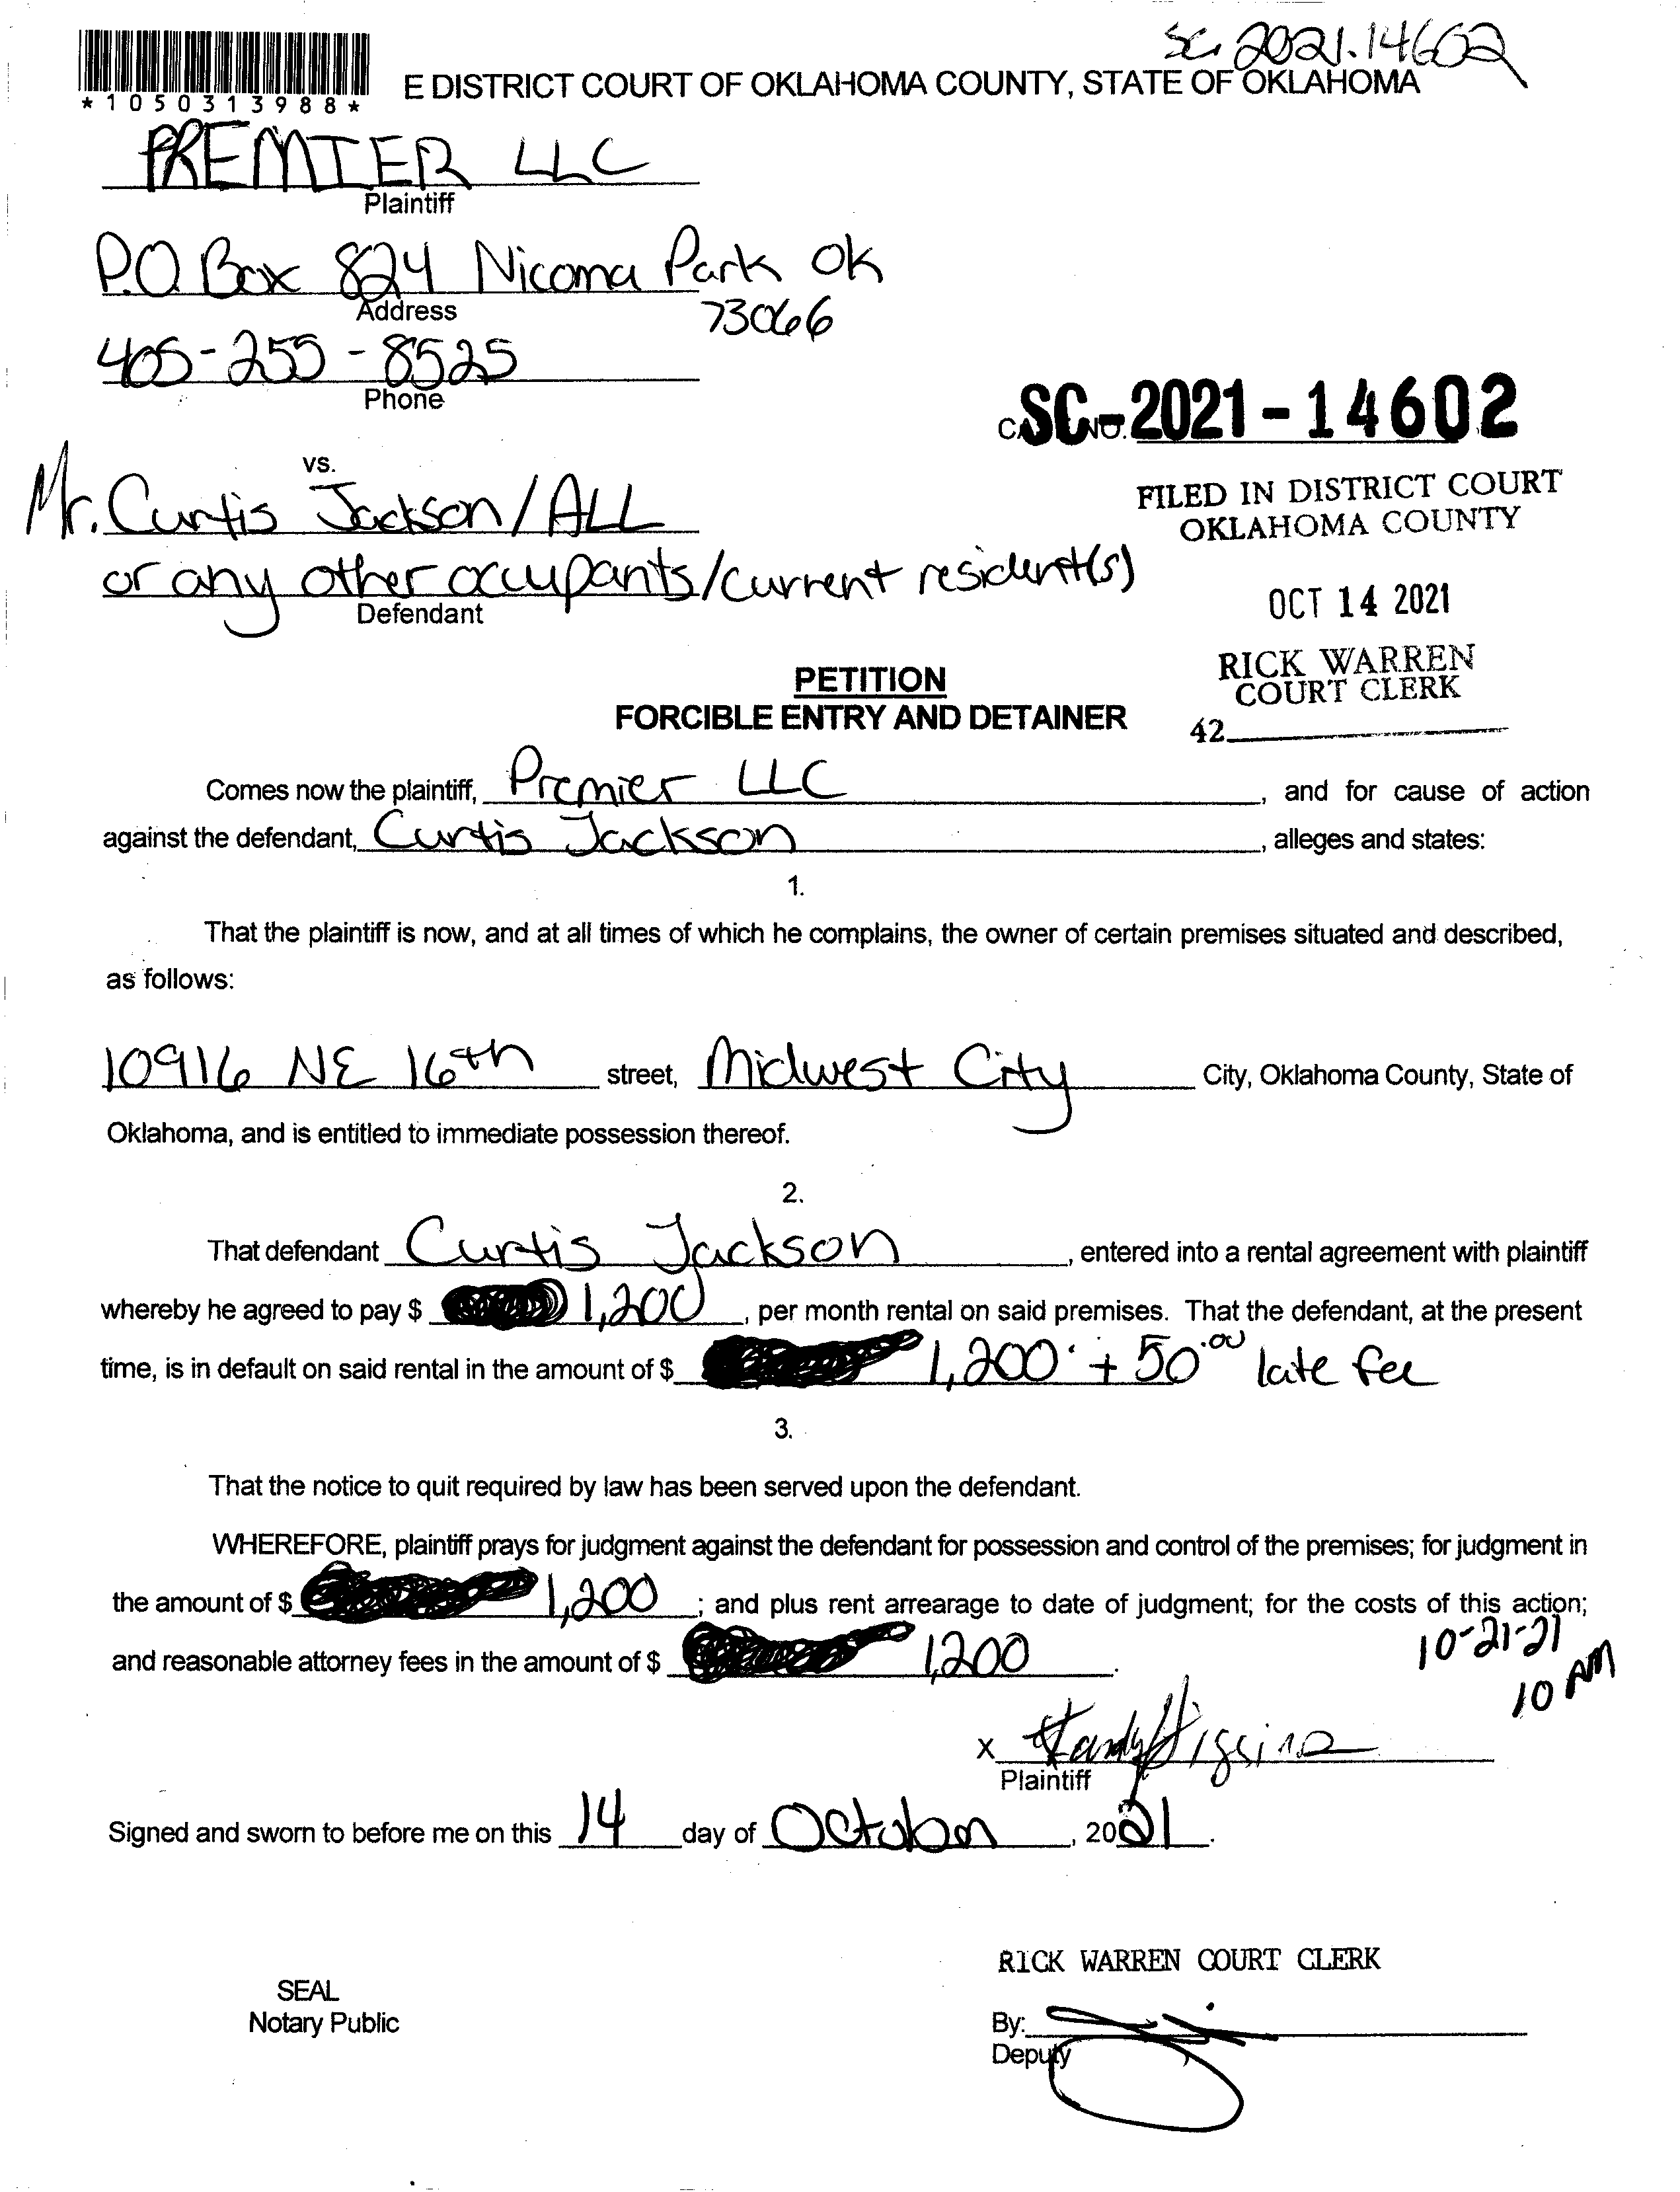 SC 2021.14602
*1050313988*
E DISTRICT COURT OF OKLAHOMA COUNTY, STATE OF OKLAHOMA
PREMIER LLC
Plaintiff
P.O. Box 824 Nicoma Park OK
Address
73066
405-255-8525
Phone
SC-2021-14602
vs.
Mr. Curtis Jackson/ALL
or any other occupants/current resident(s)
Defendant
FILED IN DISTRICT COURT
OKLAHOMA COUNTY
OCT 14 2021
RICK WARREN
COURT CLERK
42
PETITION
FORCIBLE ENTRY AND DETAINER
Comes now the plaintiff, Premier LLC, and for cause of action
against the defendant, Curtis Jackson, alleges and states:
1.
That the plaintiff is now, and at all times of which he complains, the owner of certain premises situated and described,
as follows:
10916 NE 16th street, Midwest City City, Oklahoma County, State of
Oklahoma, and is entitled to immediate possession thereof.
2.
That defendant Curtis Jackson, entered into a rental agreement with plaintiff
whereby he agreed to pay $ 1,200, per month rental on said premises. That the defendant, at the present
time, is in default on said rental in the amount of $ 1,200 + 50.00 late fee
3.
That the notice to quit required by law has been served upon the defendant.
WHEREFORE, plaintiff prays for judgment against the defendant for possession and control of the premises; for judgment in
the amount of $ 1,200; and plus rent arrearage to date of judgment; for the costs of this action;
and reasonable attorney fees in the amount of $ 1,200.
10-21-21
10 AM
X
Plaintiff
Signed and sworn to before me on this 14 day of October, 2021.
RICK WARREN COURT CLERK
SEAL
Notary Public
By:
Deputy